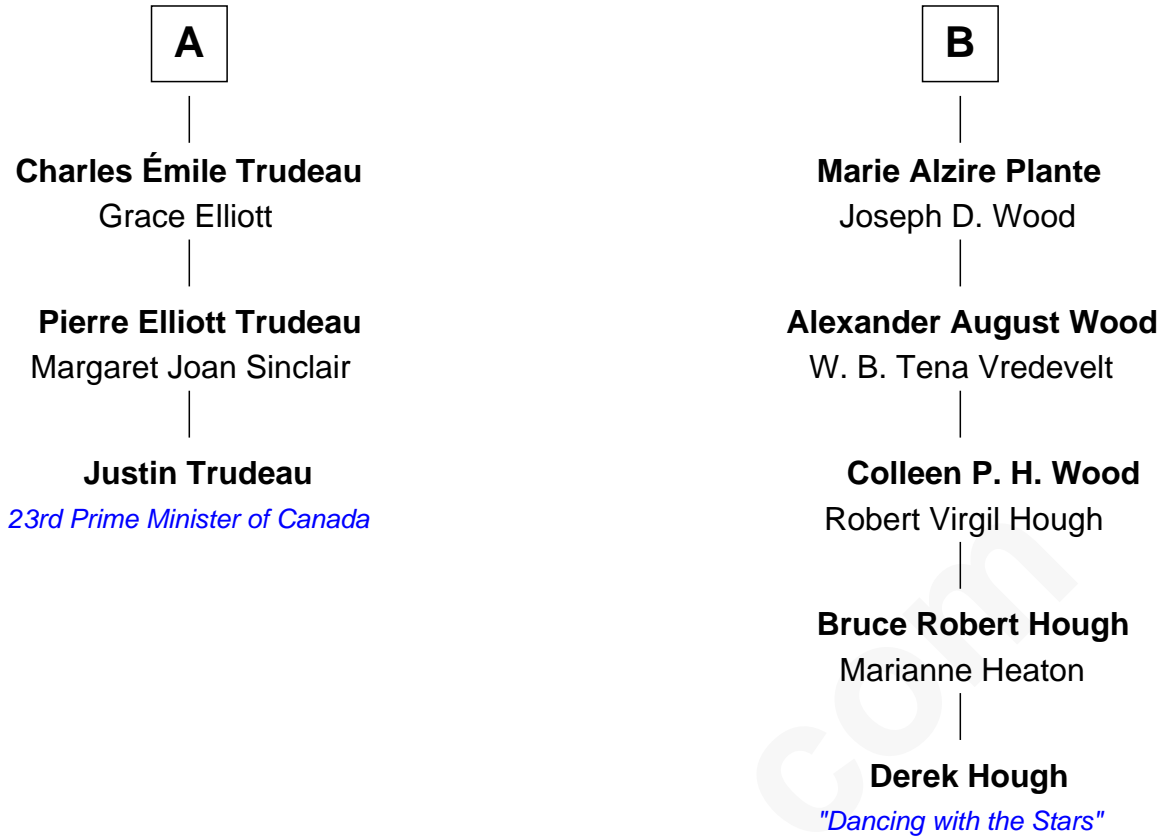 A
Charles Émile Trudeau
Grace Elliott
Pierre Elliott Trudeau
Margaret Joan Sinclair
Justin Trudeau
23rd Prime Minister of Canada
B
Marie Alzire Plante
Joseph D. Wood
Alexander August Wood
W. B. Tena Vredevelt
Colleen P. H. Wood
Robert Virgil Hough
Bruce Robert Hough
Marianne Heaton
Derek Hough
"Dancing with the Stars"
com